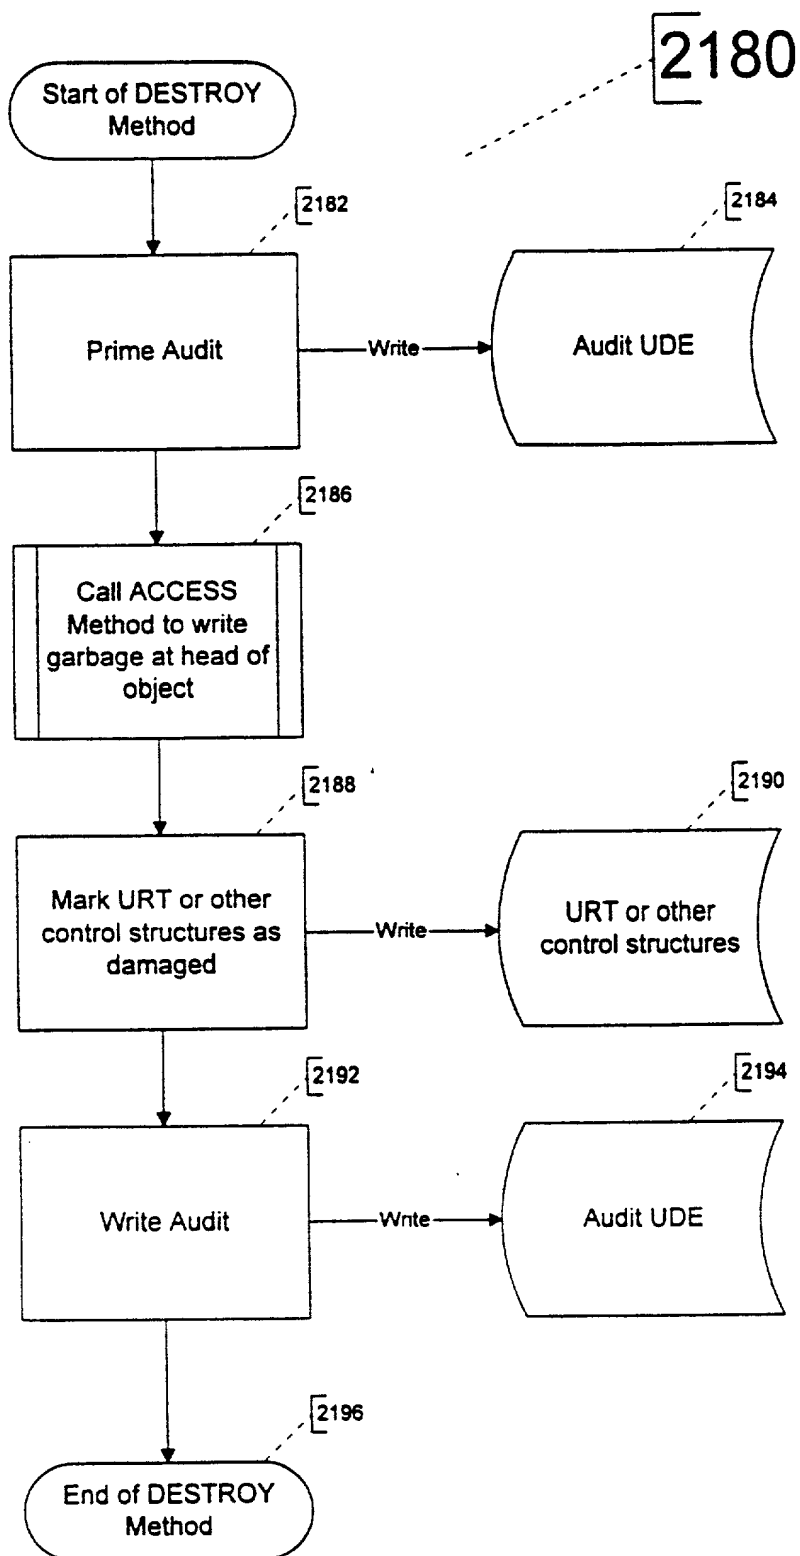 2180
Start of DESTROY
Method
2182
2184
Prime Audit
Write
Audit UDE
2186
Call ACCESS
Method to write
garbage at head of
object
2188
2190
Mark URT or other
control structures as
damaged
Write
URT or other
control structures
2192
2194
Write Audit
Write
Audit UDE
2196
End of DESTROY
Method